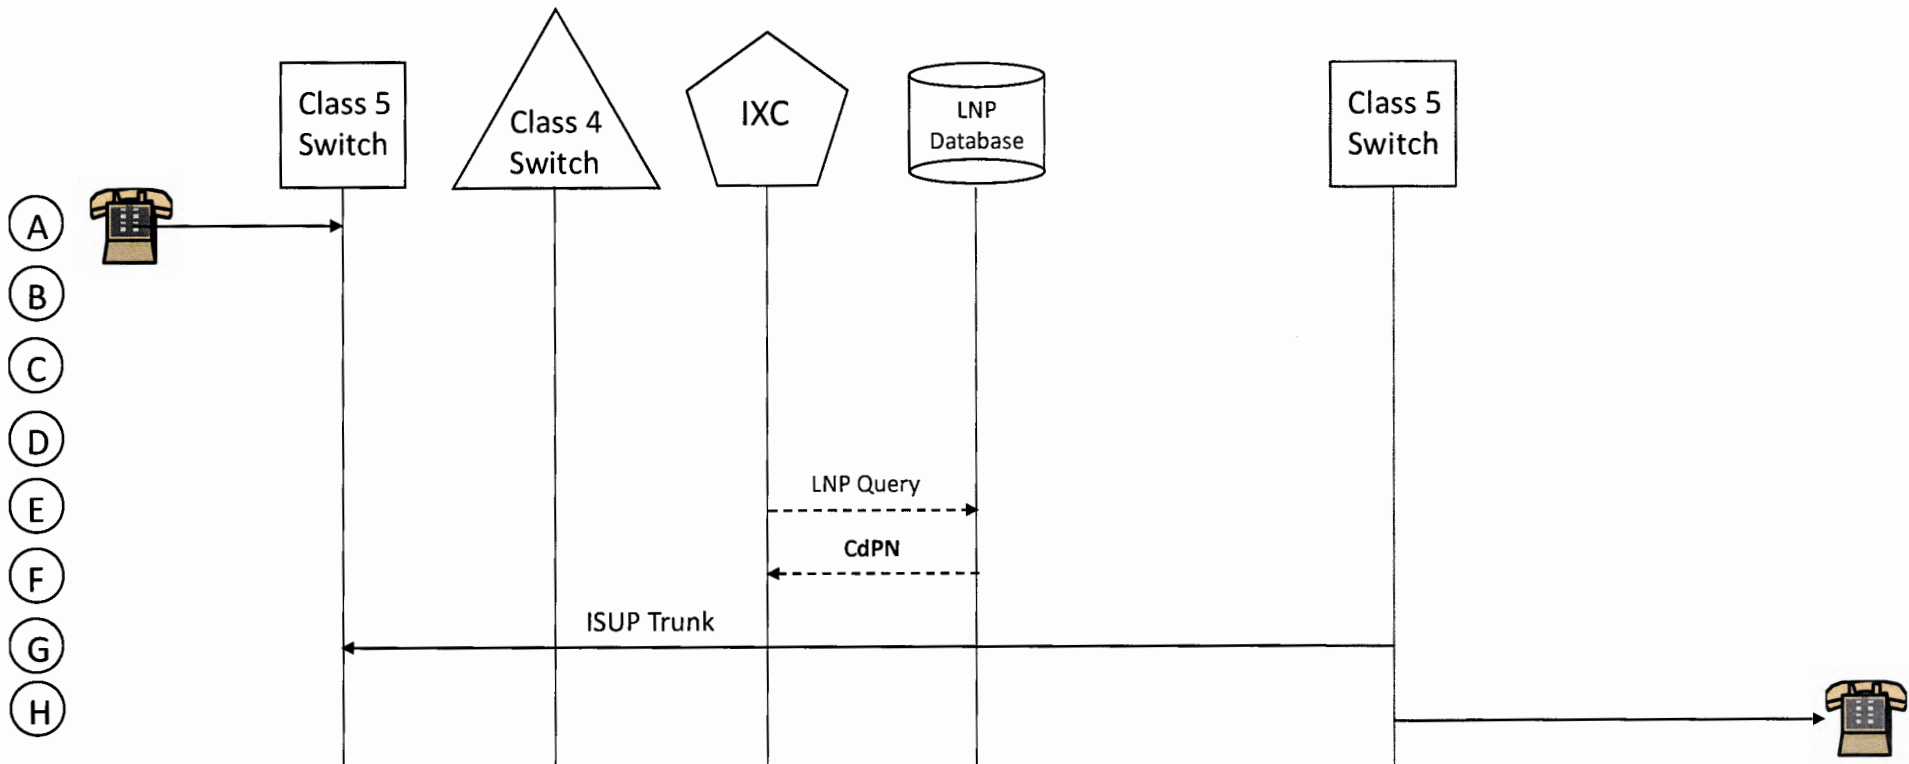 Class 5
Switch
Class 4
Switch
IXC
LNP
Database
Class 5
Switch
A
B
C
D
E
LNP Query
F
CdPN
G
ISUP Trunk
H